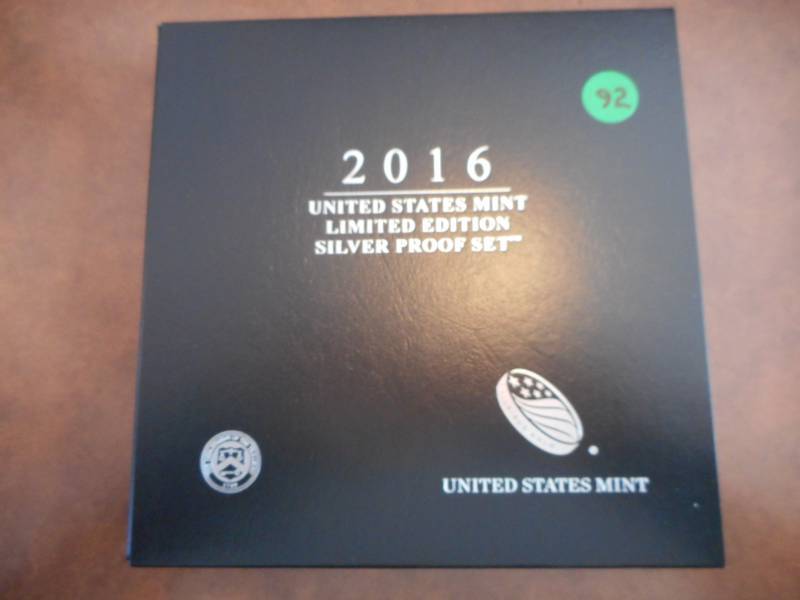 92
2016
UNITED STATES MINT
LIMITED EDITION
SILVER PROOF SET™
UNITED STATES MINT